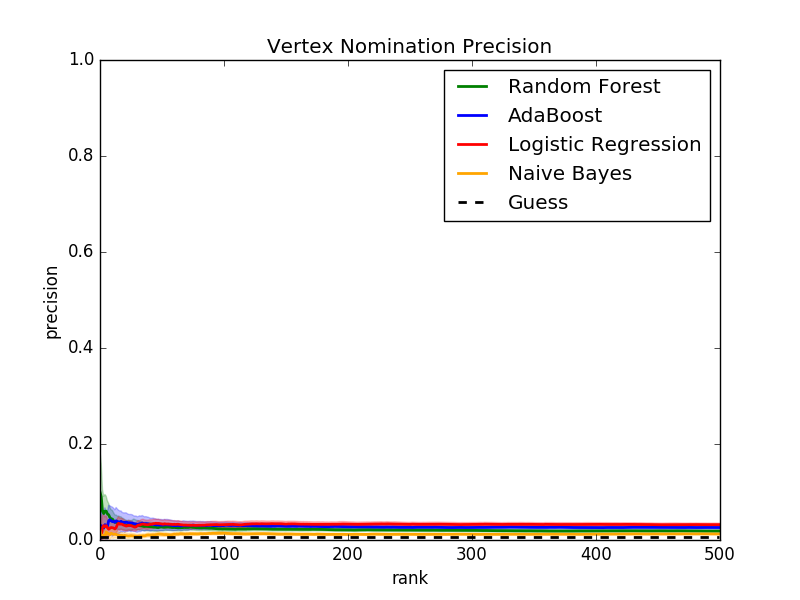 Vertex Nomination Precision
1.0
0.8
0.6
0.4
0.2
0.0
precision
Random Forest
AdaBoost
Logistic Regression
Naive Bayes
Guess
0 100 200 300 400 500
rank